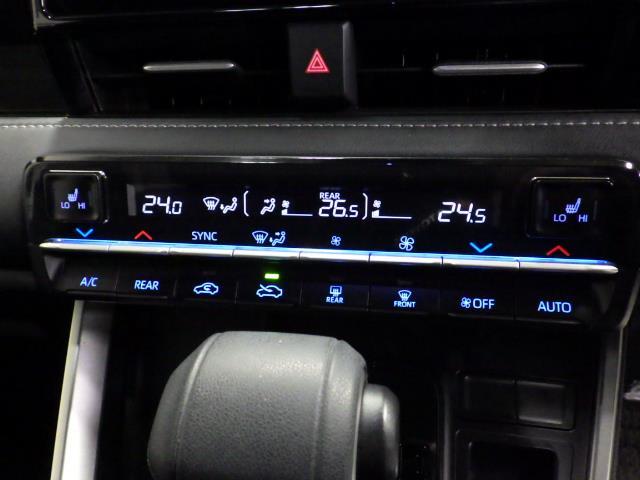 REAR
24.0 26.5 24.5
LO HI LO HI
SYNC
A/C REAR REAR FRONT OFF AUTO